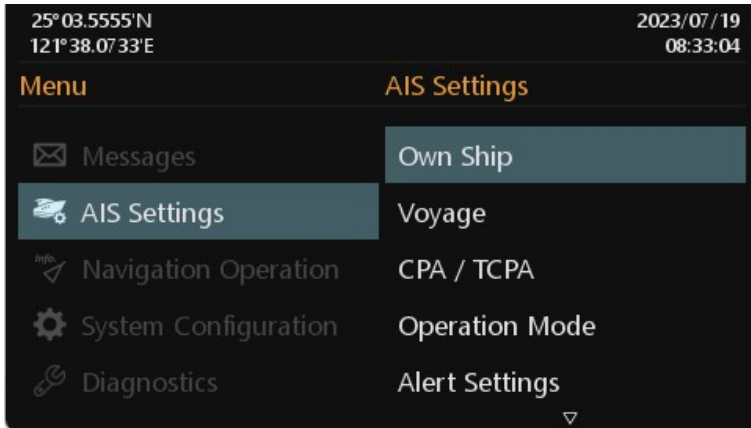 25°03.5555'N
2023/07/19
121°38.0733'E
08:33:04
Menu
AIS Settings
Messages
Own Ship
AIS Settings
Voyage
Info.
Navigation Operation
CPA / TCPA
System Configuration
Operation Mode
Diagnostics
Alert Settings